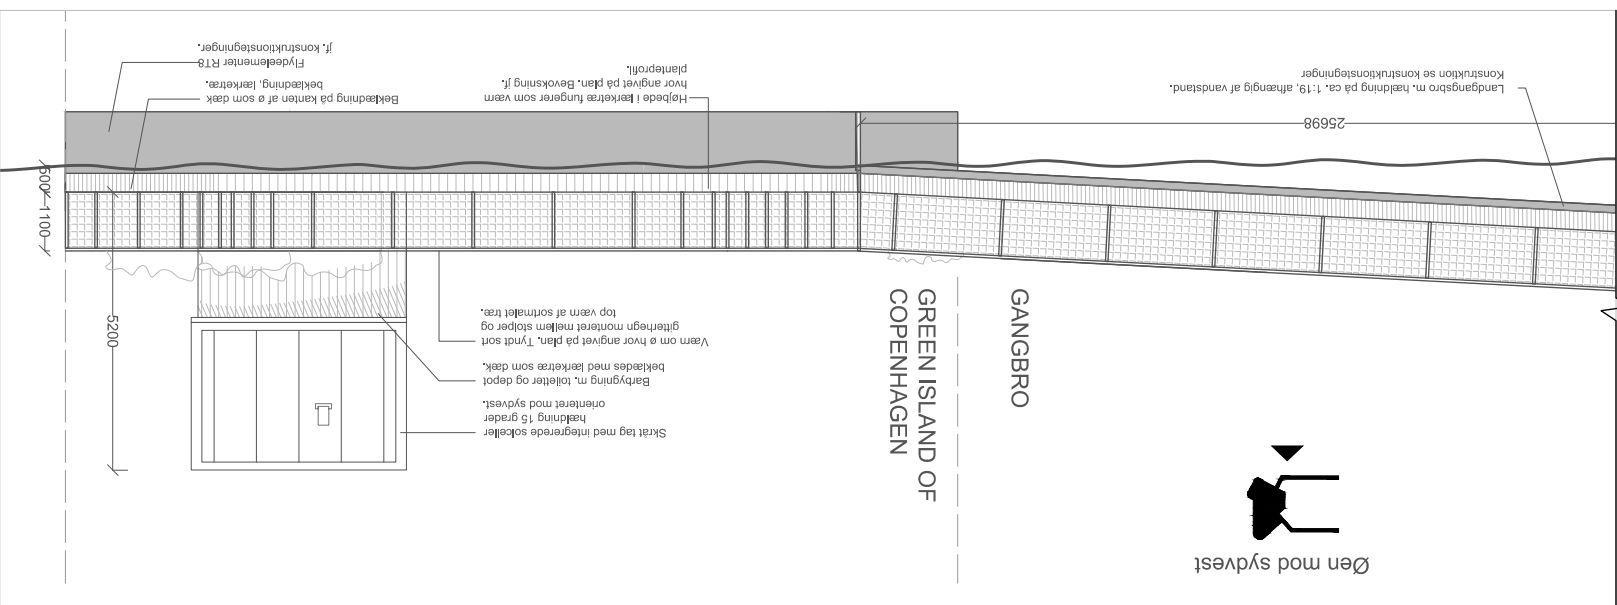 Øen mod sydvest
GANGBRO
GREEN ISLAND OF
COPENHAGEN
Skråt tag med integrerede solceller
hældning 15 grader
orienteret mod sydvest.
Barbygning m. toiletter og depot
beklædes med lærketræ som dæk.
Værn om ø hvor angivet på plan. Tyndt sort
gitterhegn monteret mellem stolper og
top værn af sortmalet træ.
5200
1100
500
25698
Landgangsbro m. hældning på ca. 1:19, afhængig af vandstand.
Konstruktion se konstruktionstegninger
Højbede i lærketræ fungerer som værn
hvor angivet på plan. Bevoksning jf.
planteprofil.
Beklædning på kanten af ø som dæk
beklædning, lærketræ.
Flydeelementer RT8
jf. konstruktionstegninger.